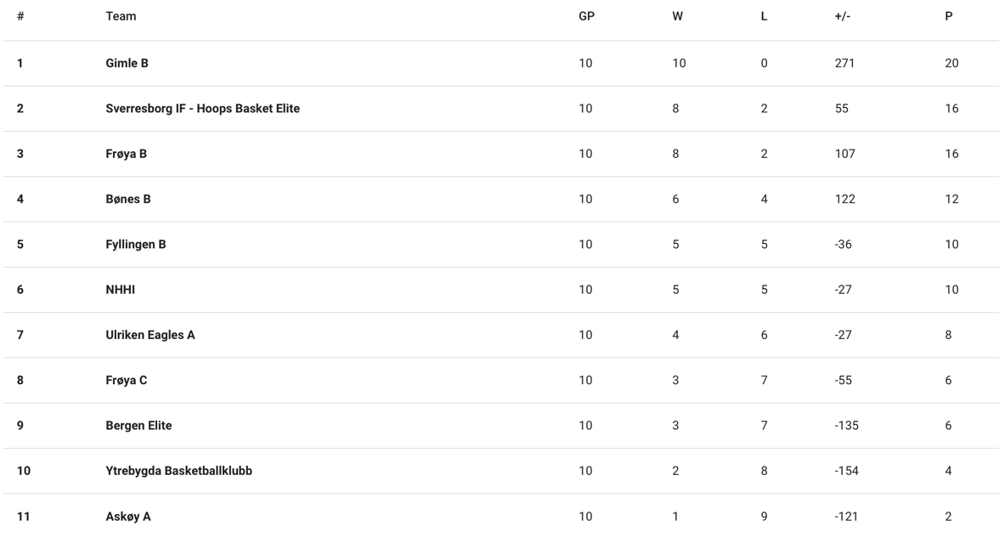 # Team GP W L +/- P
1 Gimle B 10 10 0 271 20
2 Sverresborg IF - Hoops Basket Elite 10 8 2 55 16
3 Frøya B 10 8 2 107 16
4 Bønes B 10 6 4 122 12
5 Fyllingen B 10 5 5 -36 10
6 NHHI 10 5 5 -27 10
7 Ulriken Eagles A 10 4 6 -27 8
8 Frøya C 10 3 7 -55 6
9 Bergen Elite 10 3 7 -135 6
10 Ytrebygda Basketballklubb 10 2 8 -154 4
11 Askøy A 10 1 9 -121 2